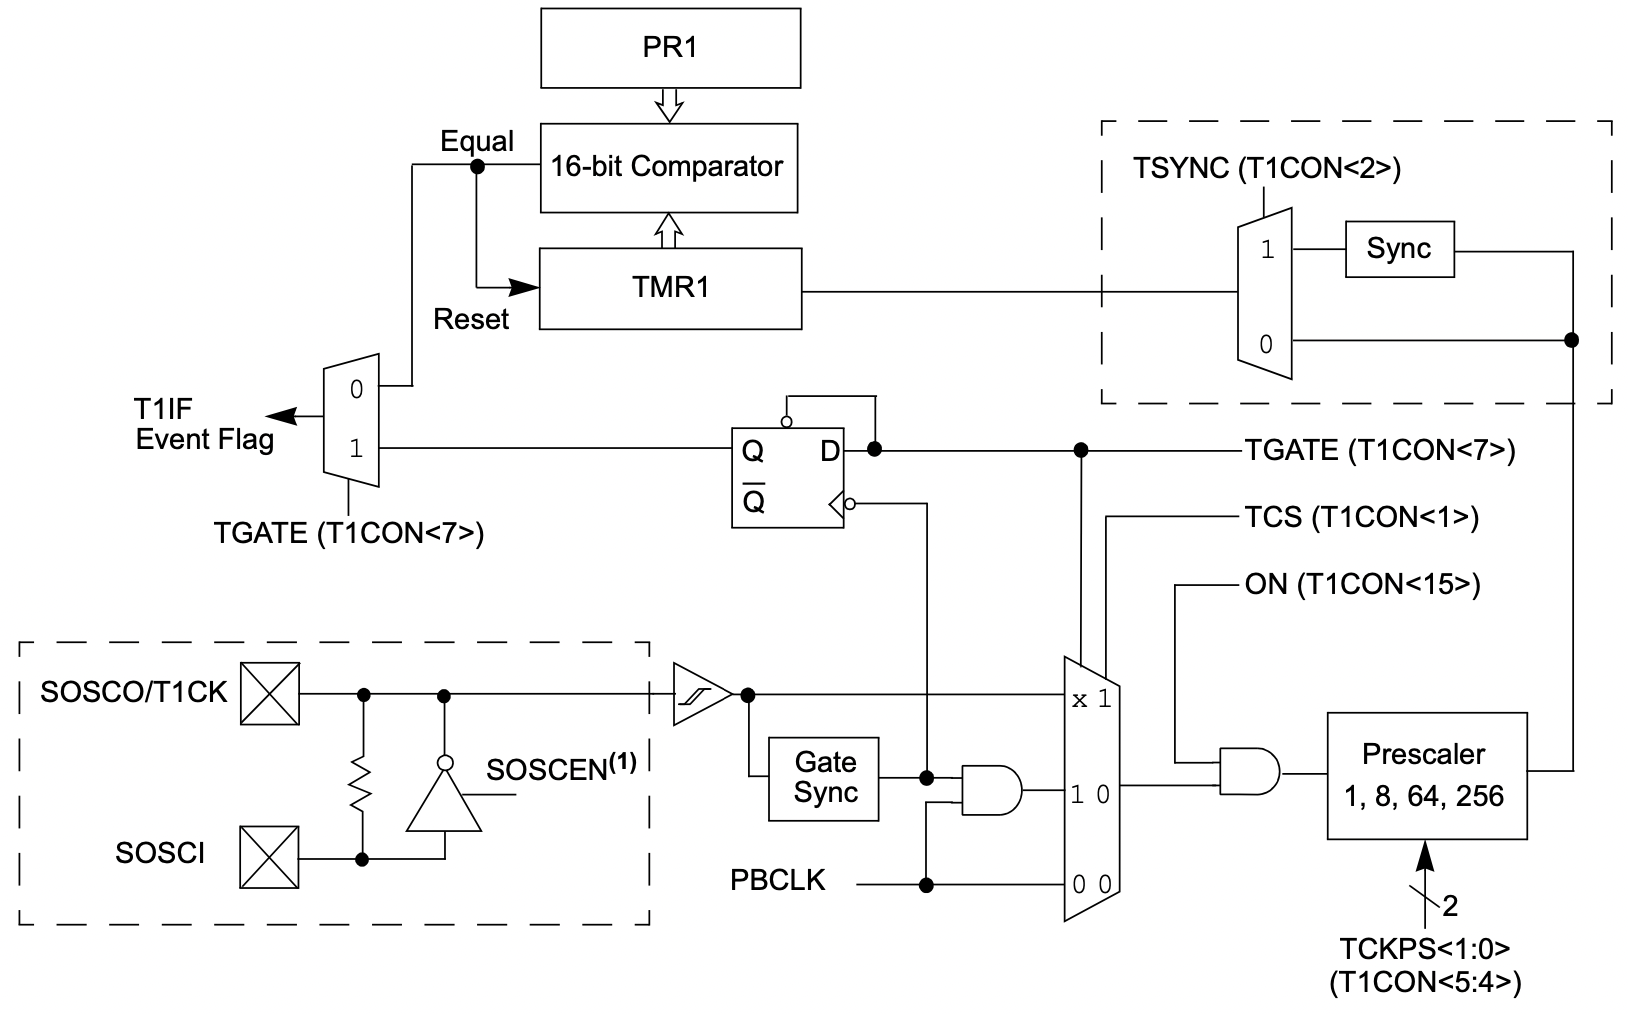 PR1
Equal
16-bit Comparator
TSYNC (T1CON<2>)
1
Sync
TMR1
Reset
0
0
T1IF
Event Flag
1
Q
D
Q̅
TGATE (T1CON<7>)
TGATE (T1CON<7>)
TCS (T1CON<1>)
ON (T1CON<15>)
SOSCO/T1CK
x 1
SOSCEN(1)
Gate
Sync
1 0
Prescaler
1, 8, 64, 256
SOSCI
PBCLK
0 0
2
TCKPS<1:0>
(T1CON<5:4>)